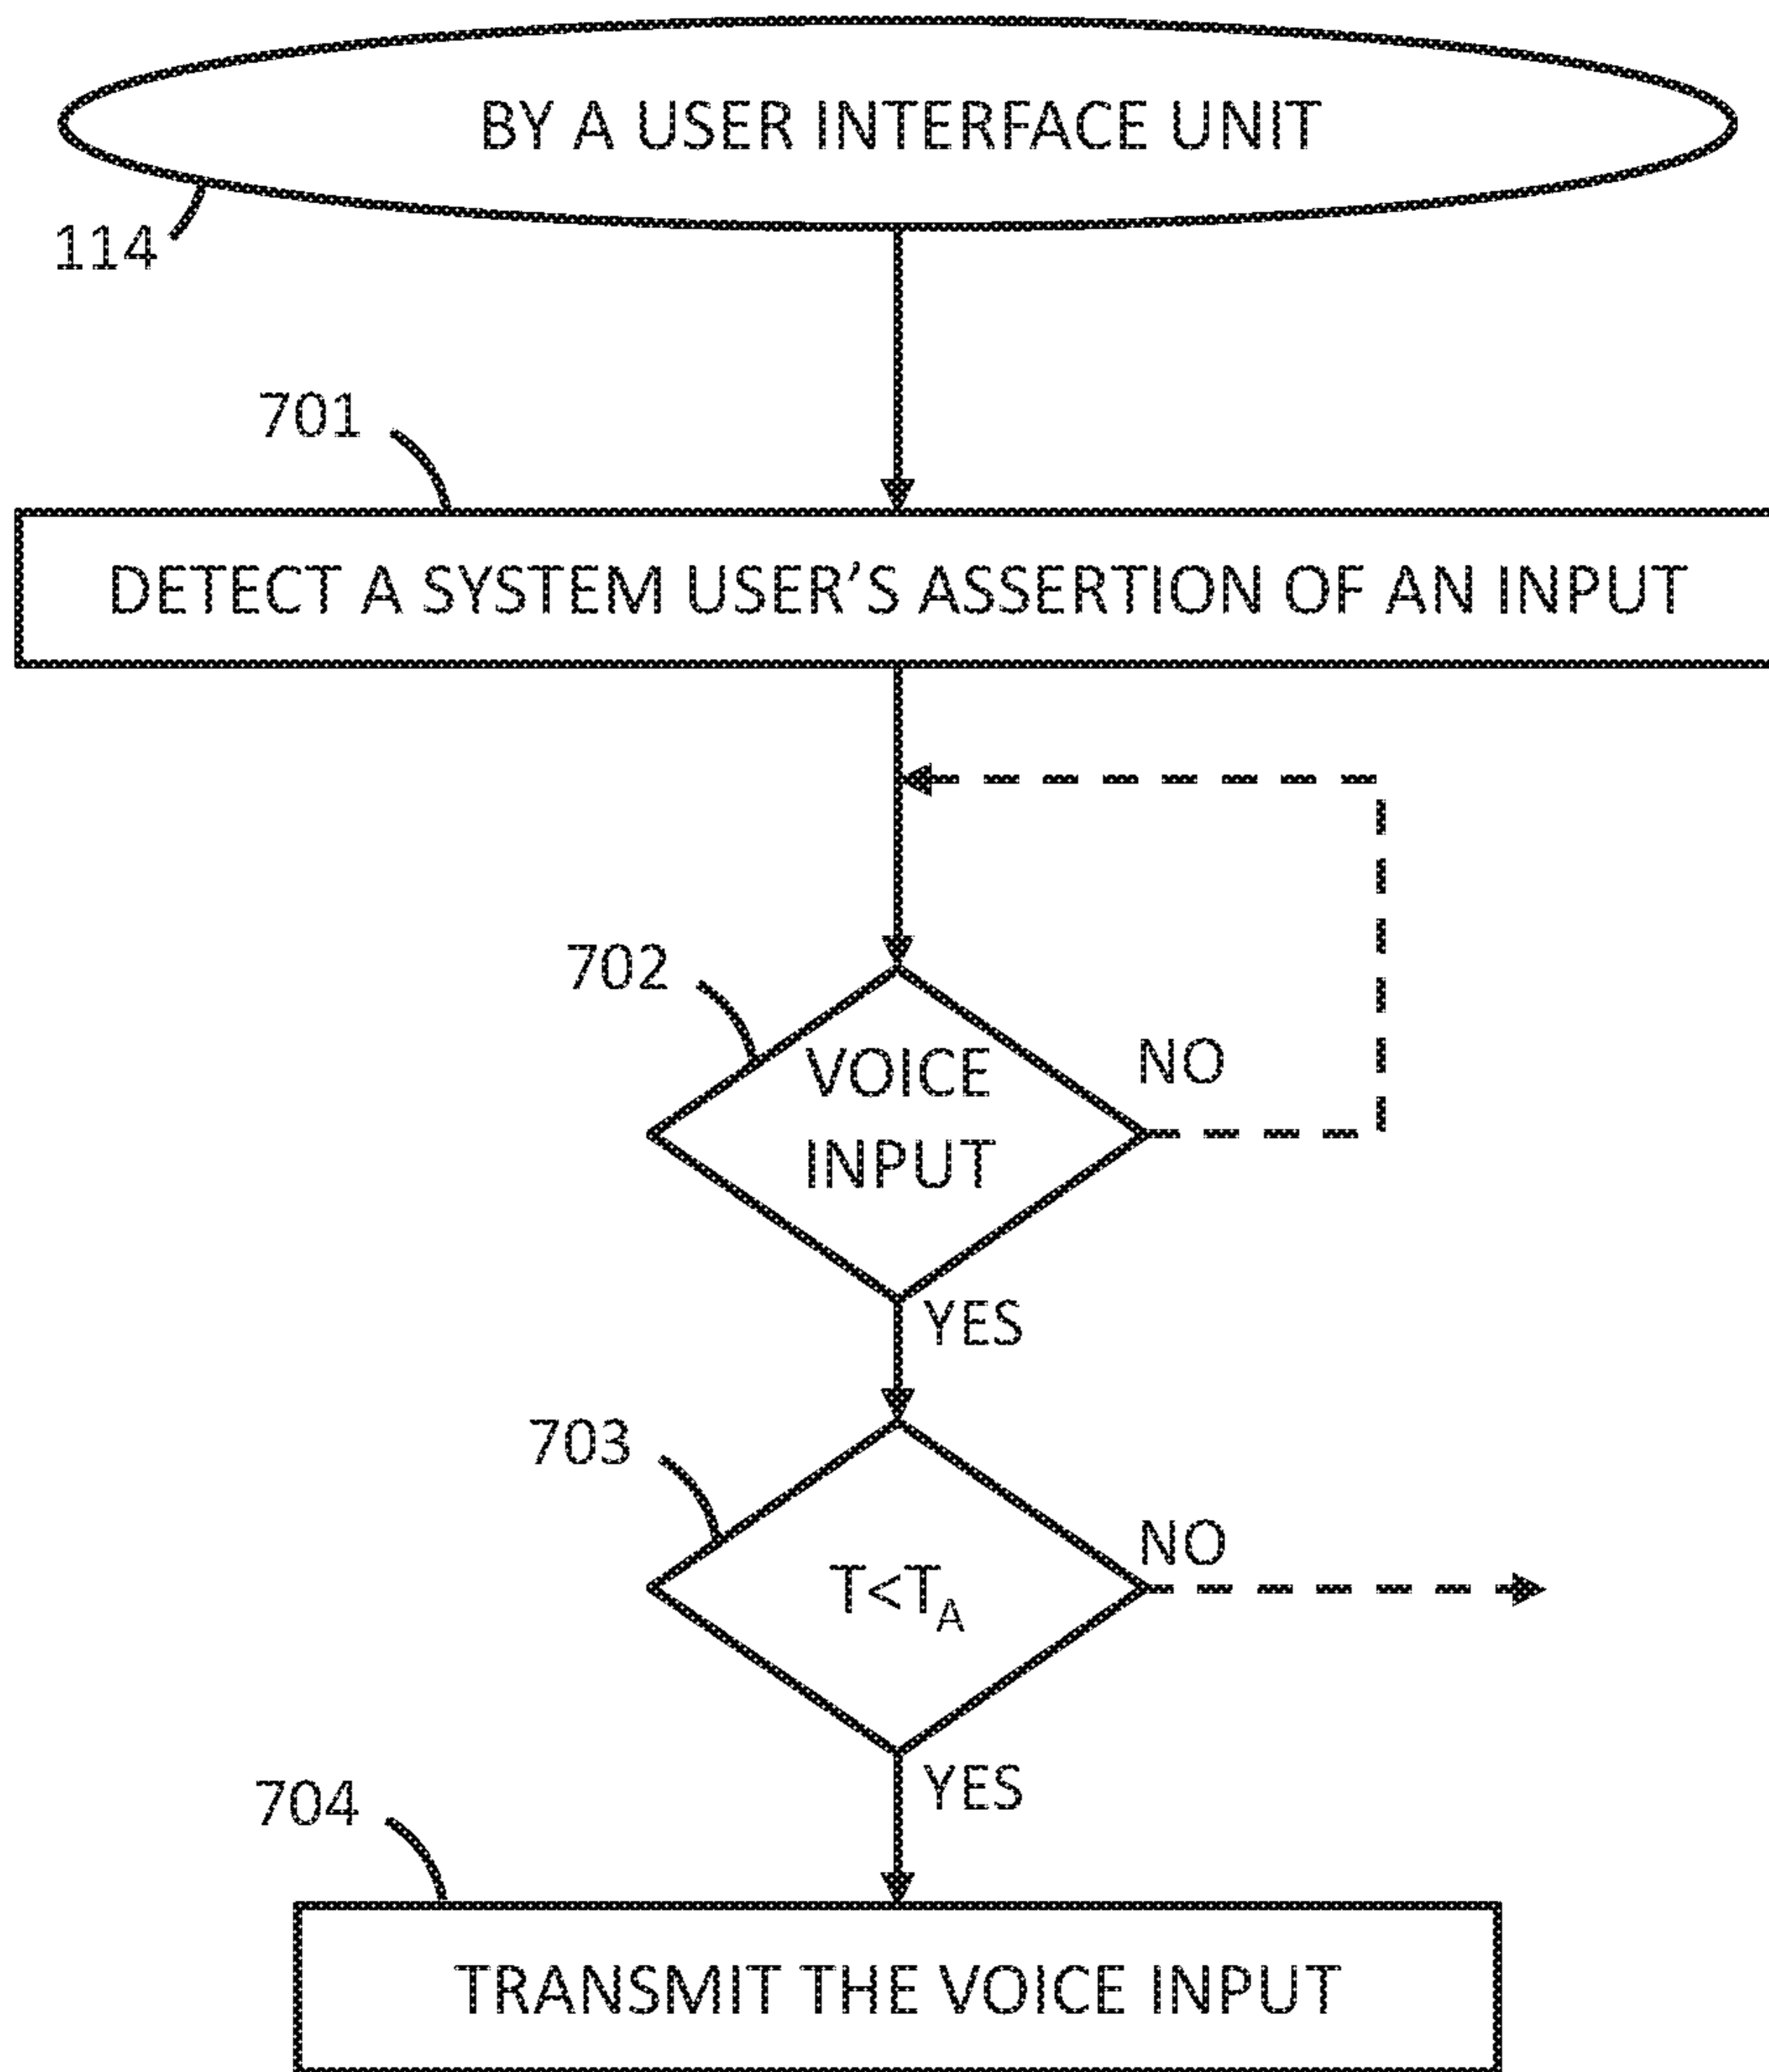 BY A USER INTERFACE UNIT
114
701
DETECT A SYSTEM USER’S ASSERTION OF AN INPUT
702
VOICE
INPUT
NO
YES
703
T<T_A
NO
YES
704
TRANSMIT THE VOICE INPUT